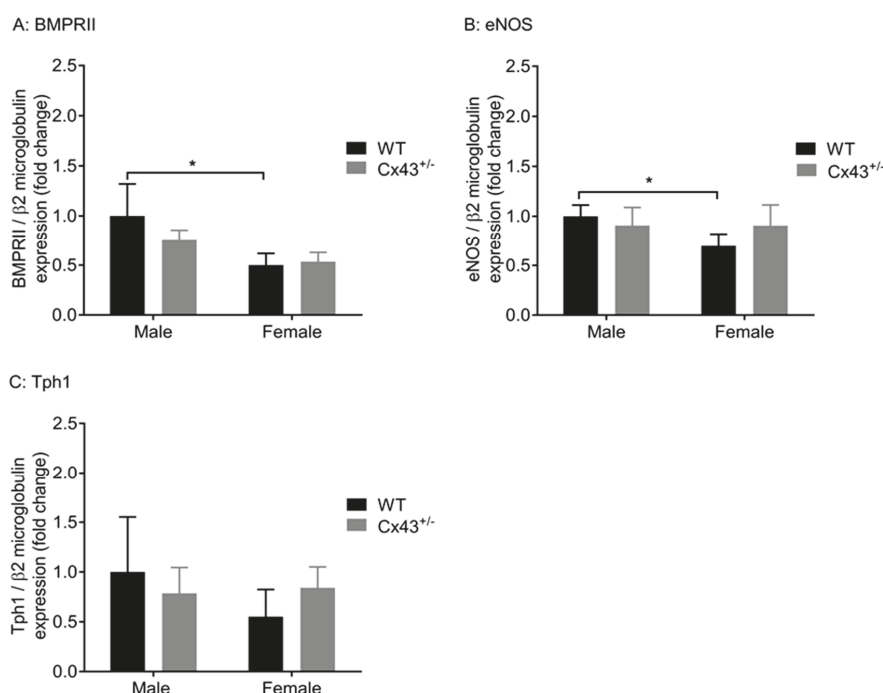 A: BMPRII
BMPRII / β2 microglobulin
expression (fold change)
2.5
2.0
1.5
1.0
0.5
0.0
*
Male
Female
WT
Cx43+/-
B: eNOS
eNOS / β2 microglobulin
expression (fold change)
2.5
2.0
1.5
1.0
0.5
0.0
*
Male
Female
WT
Cx43+/-
C: Tph1
Tph1 / β2 microglobulin
expression (fold change)
2.5
2.0
1.5
1.0
0.5
0.0
Male
Female
WT
Cx43+/-